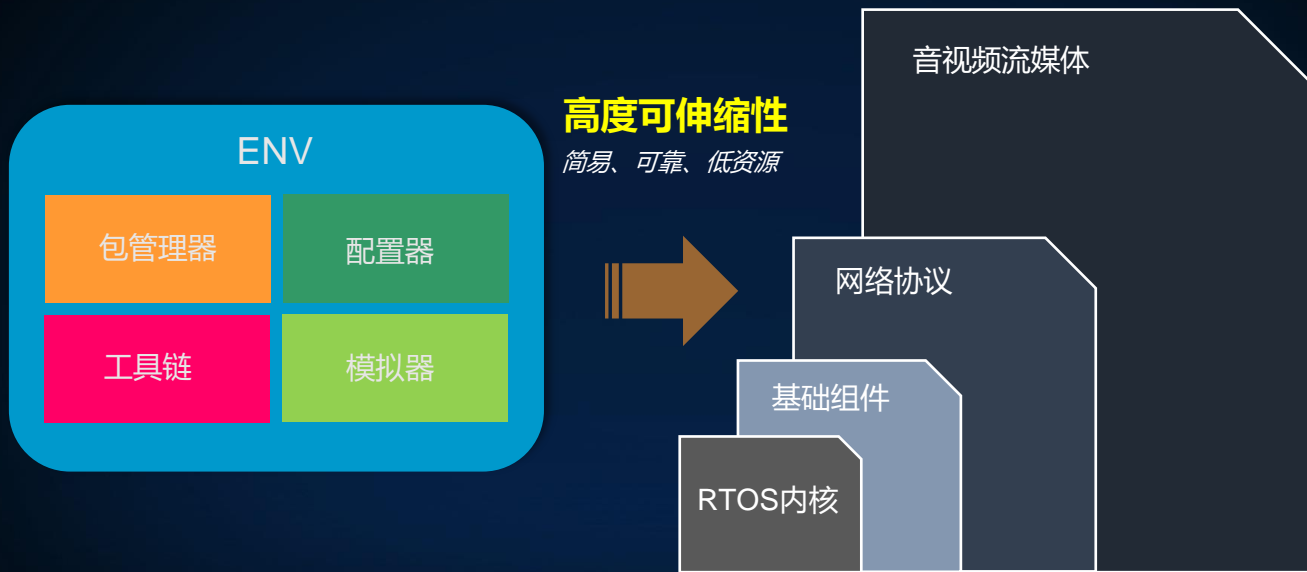 ENV
包管理器
配置器
工具链
模拟器
高度可伸缩性
简易、可靠、低资源
音视频流媒体
网络协议
基础组件
RTOS内核